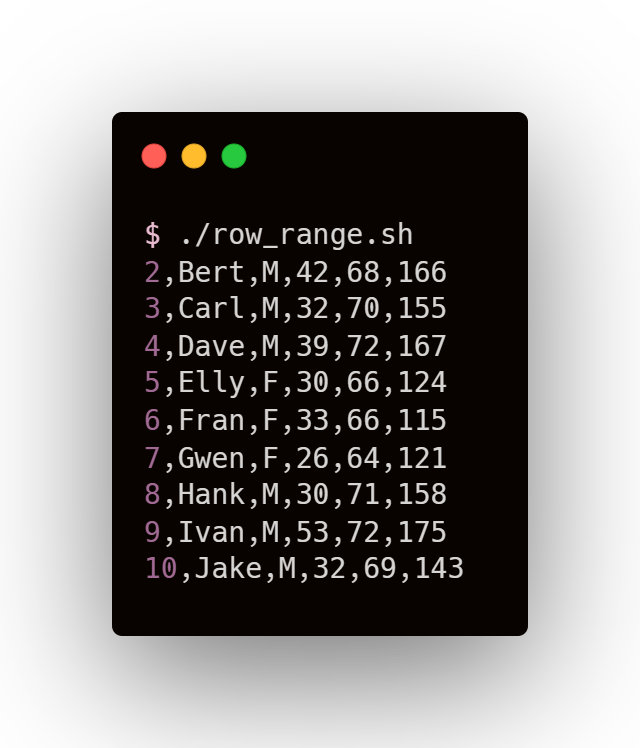 $ ./row_range.sh
2,Bert,M,42,68,166
3,Carl,M,32,70,155
4,Dave,M,39,72,167
5,Elly,F,30,66,124
6,Fran,F,33,66,115
7,Gwen,F,26,64,121
8,Hank,M,30,71,158
9,Ivan,M,53,72,175
10,Jake,M,32,69,143